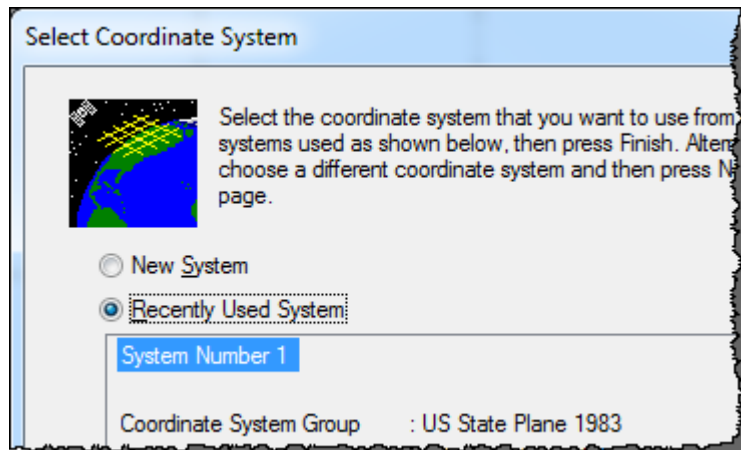 Select Coordinate System
Select the coordinate system that you want to use from
systems used as shown below, then press Finish. Altern
choose a different coordinate system and then press N
page.
New System
Recently Used System
System Number 1
Coordinate System Group : US State Plane 1983